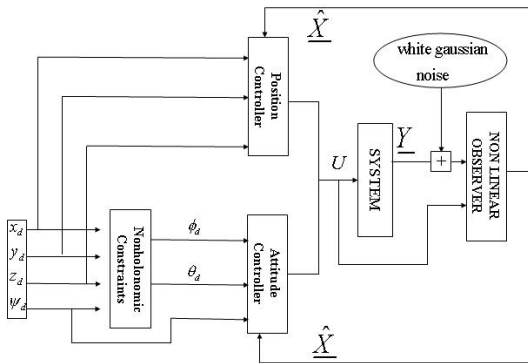 X̂
white gaussian
noise
Position
Controller
U
SYSTEM
Y
+
NON LINEAR
OBSERVER
x_d
y_d
z_d
ψ_d
Nonholonomic
Constraints
ϕ_d
θ_d
Attitude
Controller
X̂